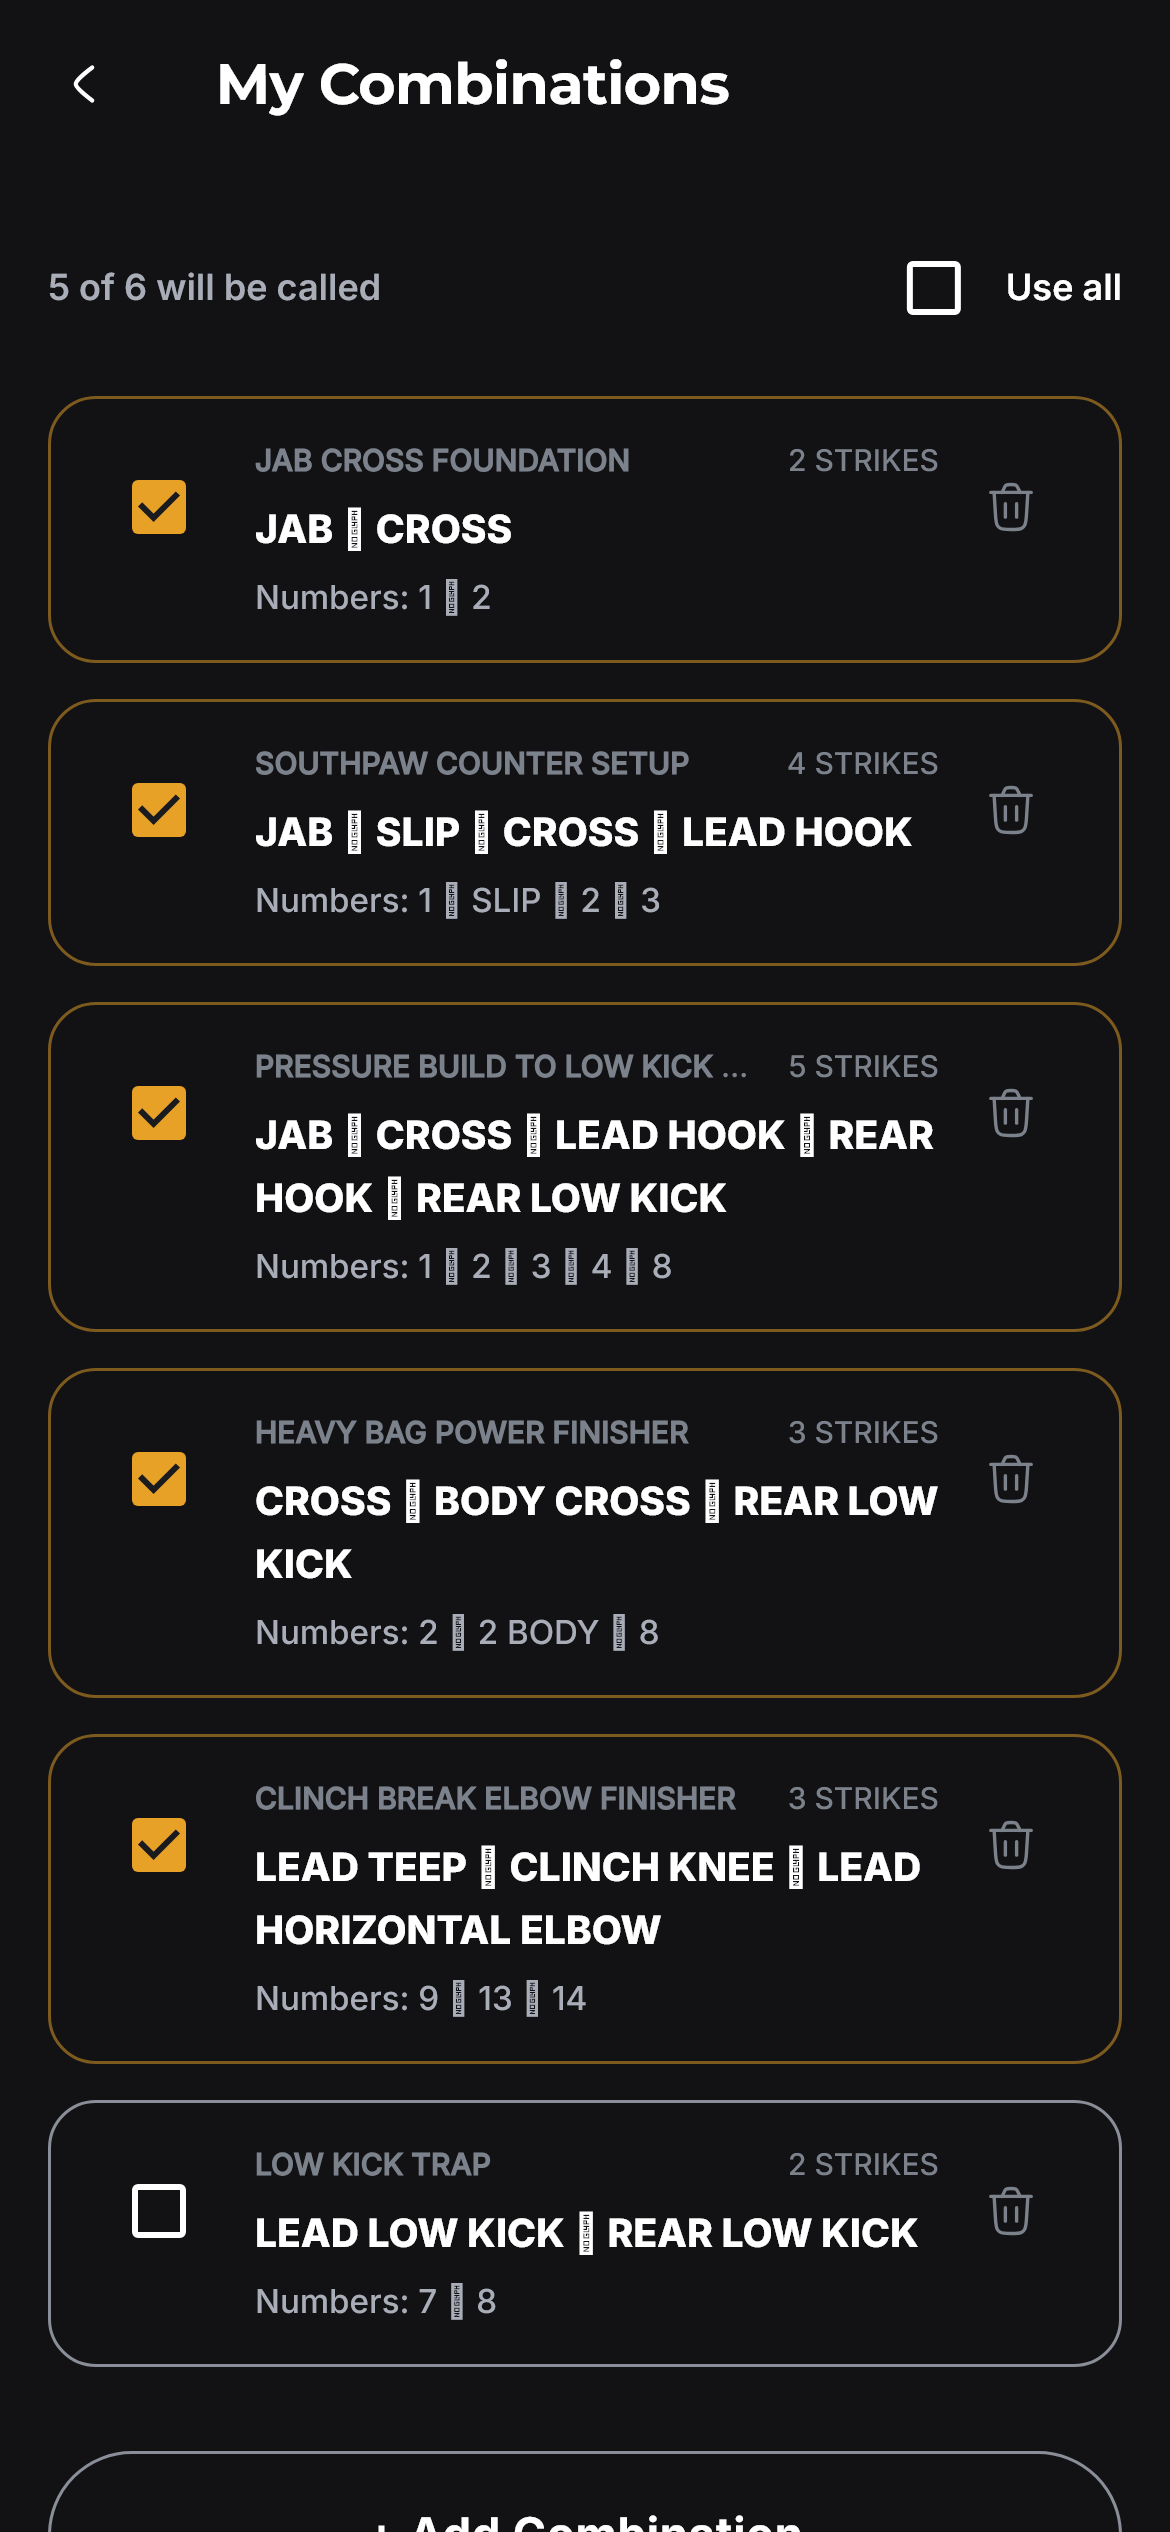 My Combinations
5 of 6 will be called
Use all
JAB CROSS FOUNDATION 2 STRIKES
JAB CROSS
Numbers: 1 2
SOUTHPAW COUNTER SETUP 4 STRIKES
JAB SLIP CROSS LEAD HOOK
Numbers: 1 SLIP 2 3
PRESSURE BUILD TO LOW KICK ... 5 STRIKES
JAB CROSS LEAD HOOK REAR
HOOK REAR LOW KICK
Numbers: 1 2 3 4 8
HEAVY BAG POWER FINISHER 3 STRIKES
CROSS BODY CROSS REAR LOW
KICK
Numbers: 2 2 BODY 8
CLINCH BREAK ELBOW FINISHER 3 STRIKES
LEAD TEEP CLINCH KNEE LEAD
HORIZONTAL ELBOW
Numbers: 9 13 14
LOW KICK TRAP 2 STRIKES
LEAD LOW KICK REAR LOW KICK
Numbers: 7 8
+ Add Combination